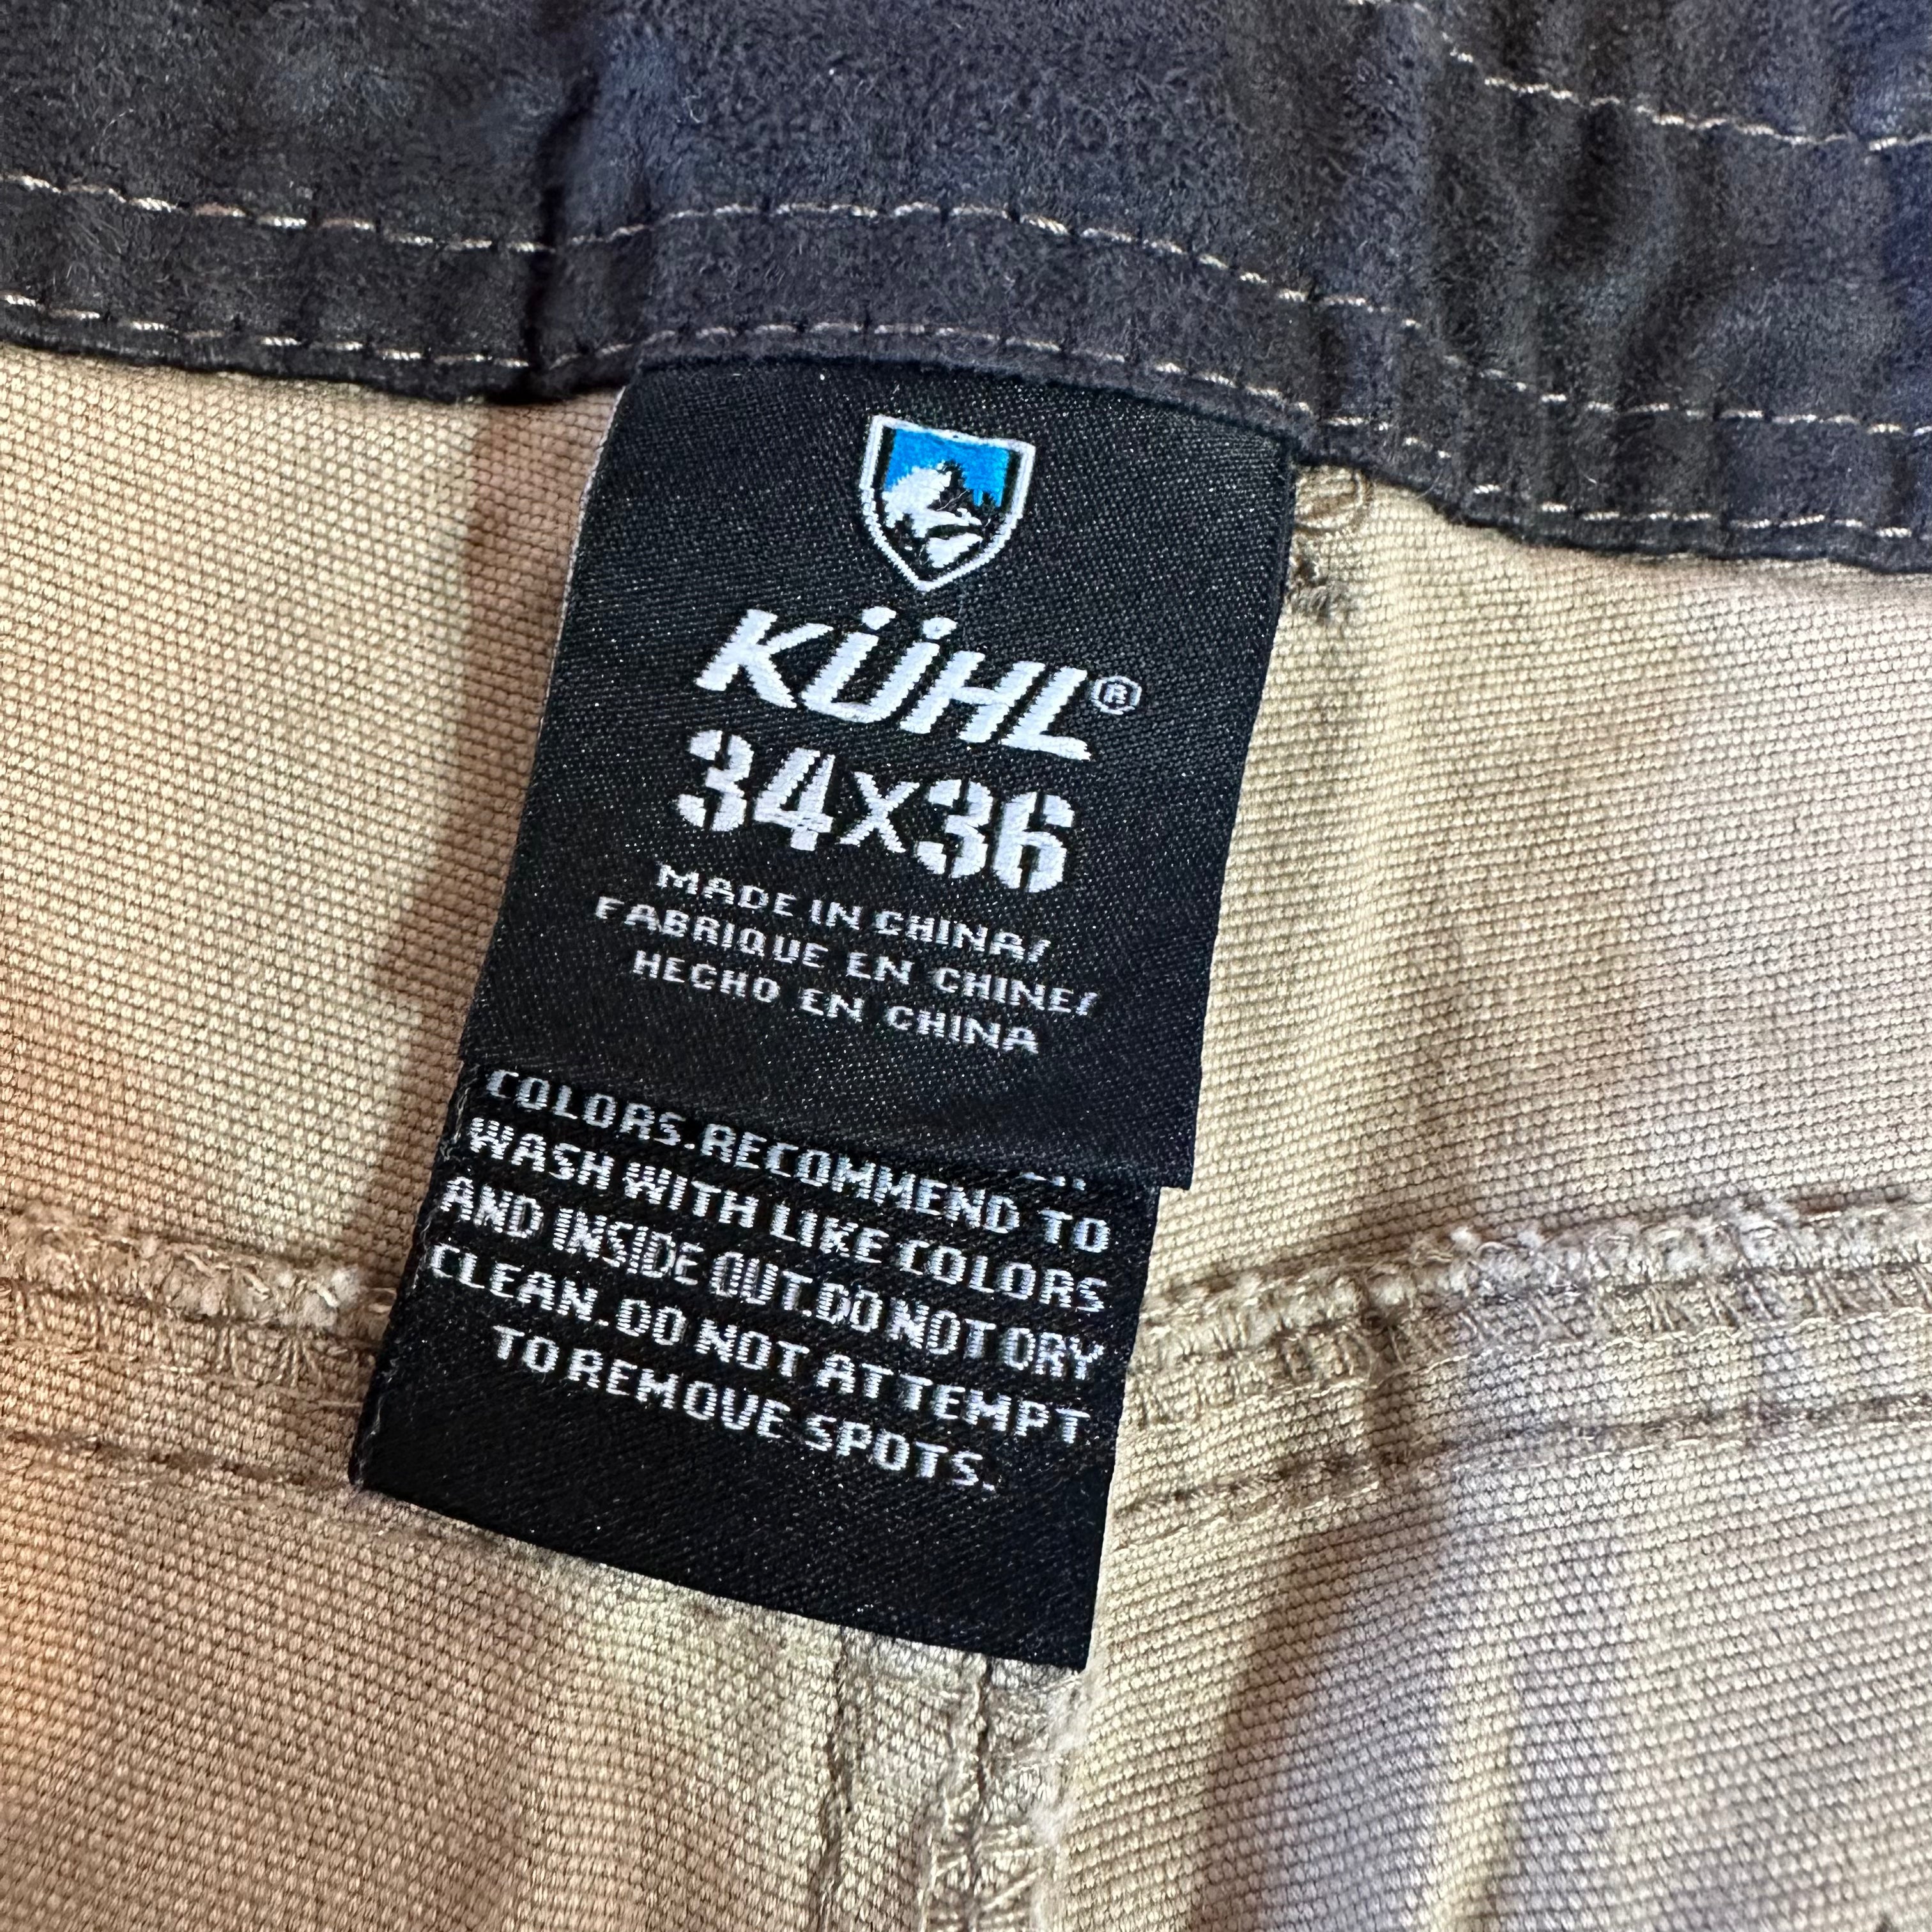 KÜHL®
34x36
MADE IN CHINA/
FABRIQUE EN CHINE/
HECHO EN CHINA
COLORS.RECOMMEND TO
WASH WITH LIKE COLORS
AND INSIDE OUT.DO NOT DRY
CLEAN.DO NOT ATTEMPT
TO REMOVE SPOTS.